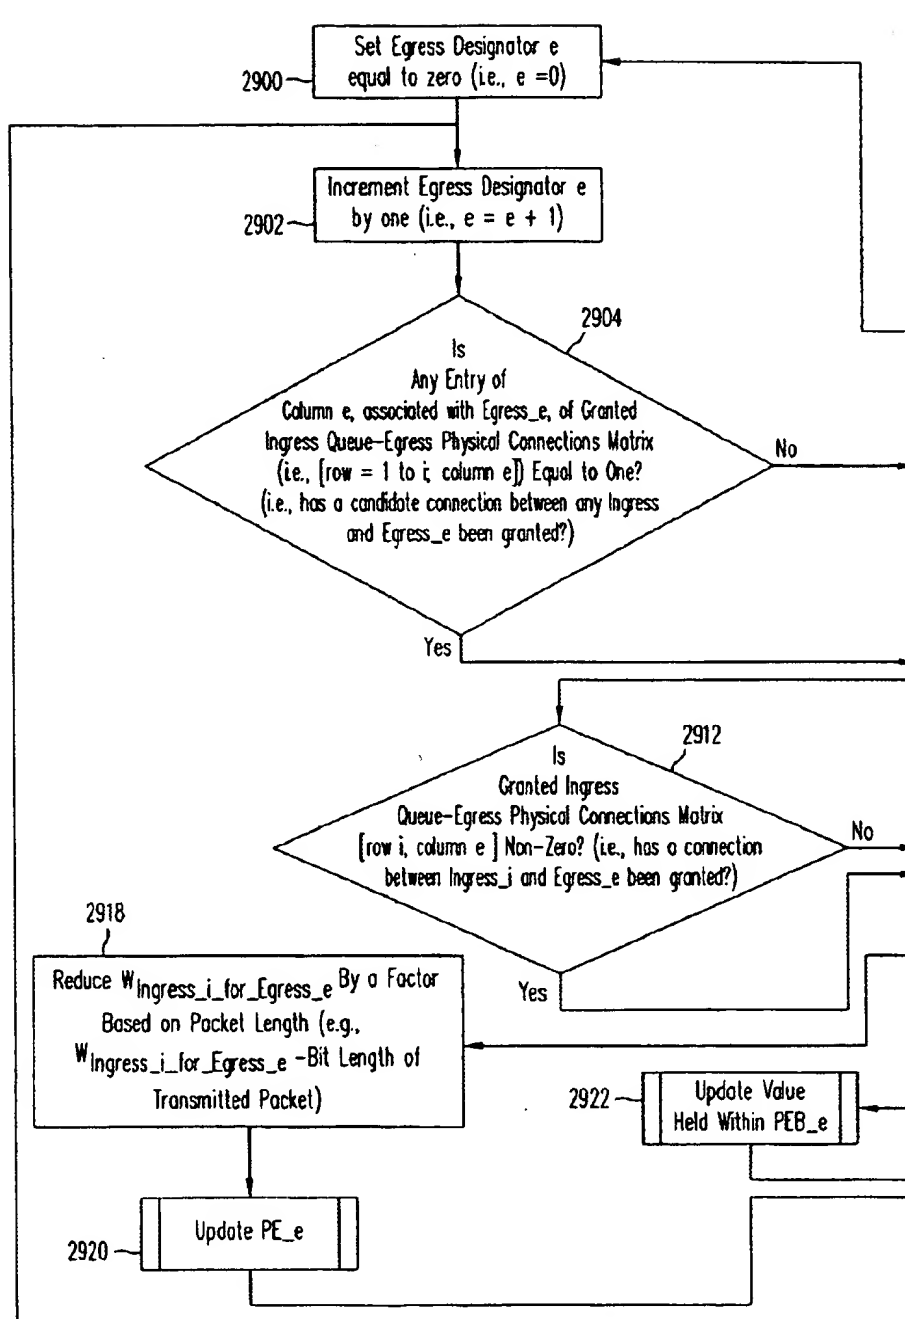 Set Egress Designator e
equal to zero (i.e., e =0)
2900
Increment Egress Designator e
by one (i.e., e = e + 1)
2902
2904
Is
Any Entry of
Column e, associated with Egress_e, of Granted
Ingress Queue-Egress Physical Connections Matrix
(i.e., [row = 1 to i; column e]) Equal to One?
(i.e., has a candidate connection between any Ingress
and Egress_e been granted?)
No
Yes
2912
Is
Granted Ingress
Queue-Egress Physical Connections Matrix
[row i, column e ] Non-Zero? (i.e., has a connection
between Ingress_i and Egress_e been granted?)
No
Yes
2918
Reduce WIngress_i_for_Egress_e By a Factor
Based on Packet Length (e.g.,
WIngress_i_for_Egress_e -Bit Length of
Transmitted Packet)
2922
Update Value
Held Within PEB_e
Update PE_e
2920